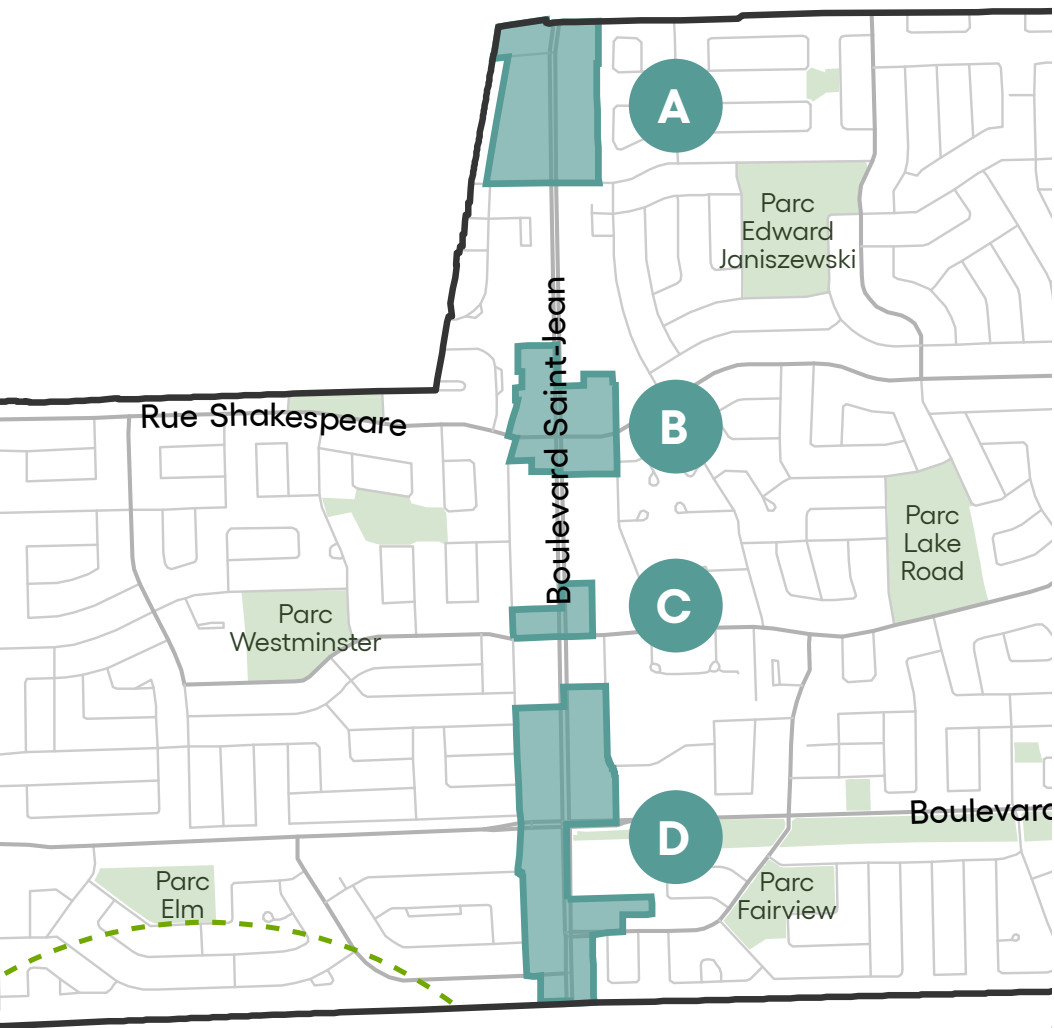 A
Parc
Edward
Janiszewski
Boulevard Saint-Jean
Rue Shakespeare
B
Parc
Lake
Road
C
Parc
Westminster
Boulevard
D
Parc
Elm
Parc
Fairview